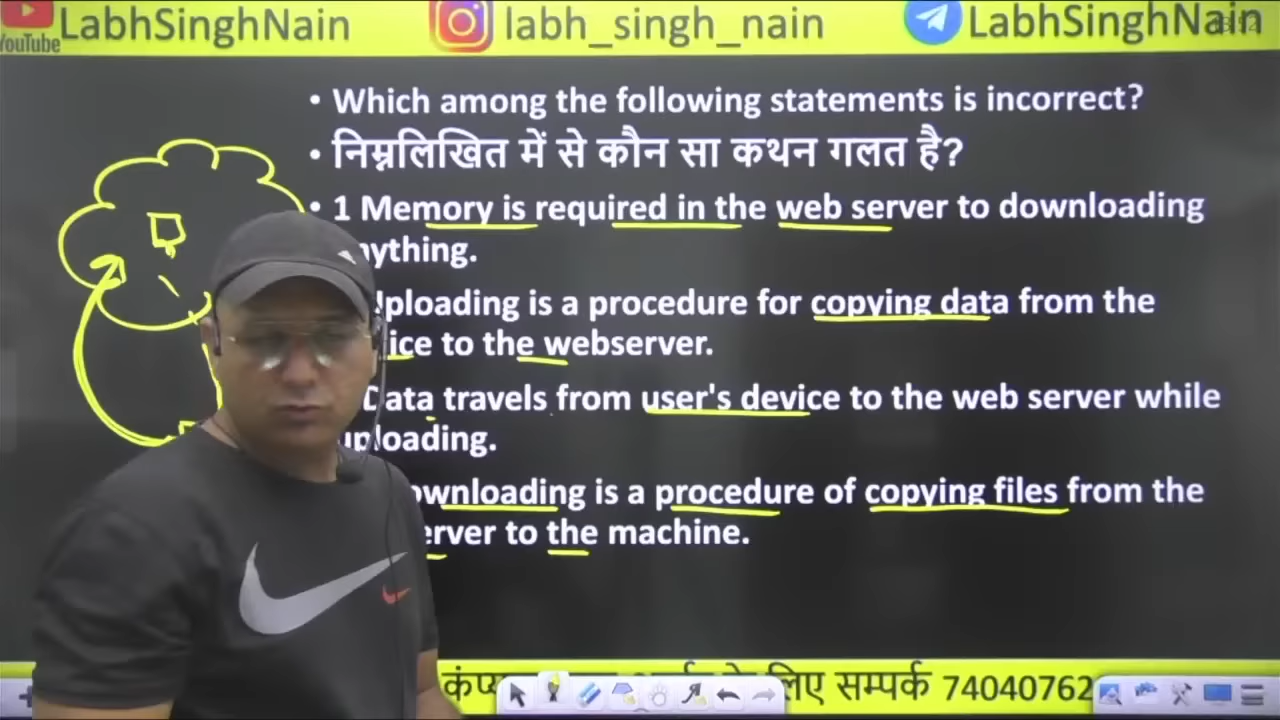 YouTube LabhSinghNain labh_singh_nain LabhSinghNain
• Which among the following statements is incorrect?
• निम्नलिखित में से कौन सा कथन गलत है?
• 1 Memory is required in the web server to downloading
ything.
Uploading is a procedure for copying data from the
ice to the webserver.
Data travels from user's device to the web server while
uploading.
ownloading is a procedure of copying files from the
erver to the machine.
लिए सम्पर्क 74040762